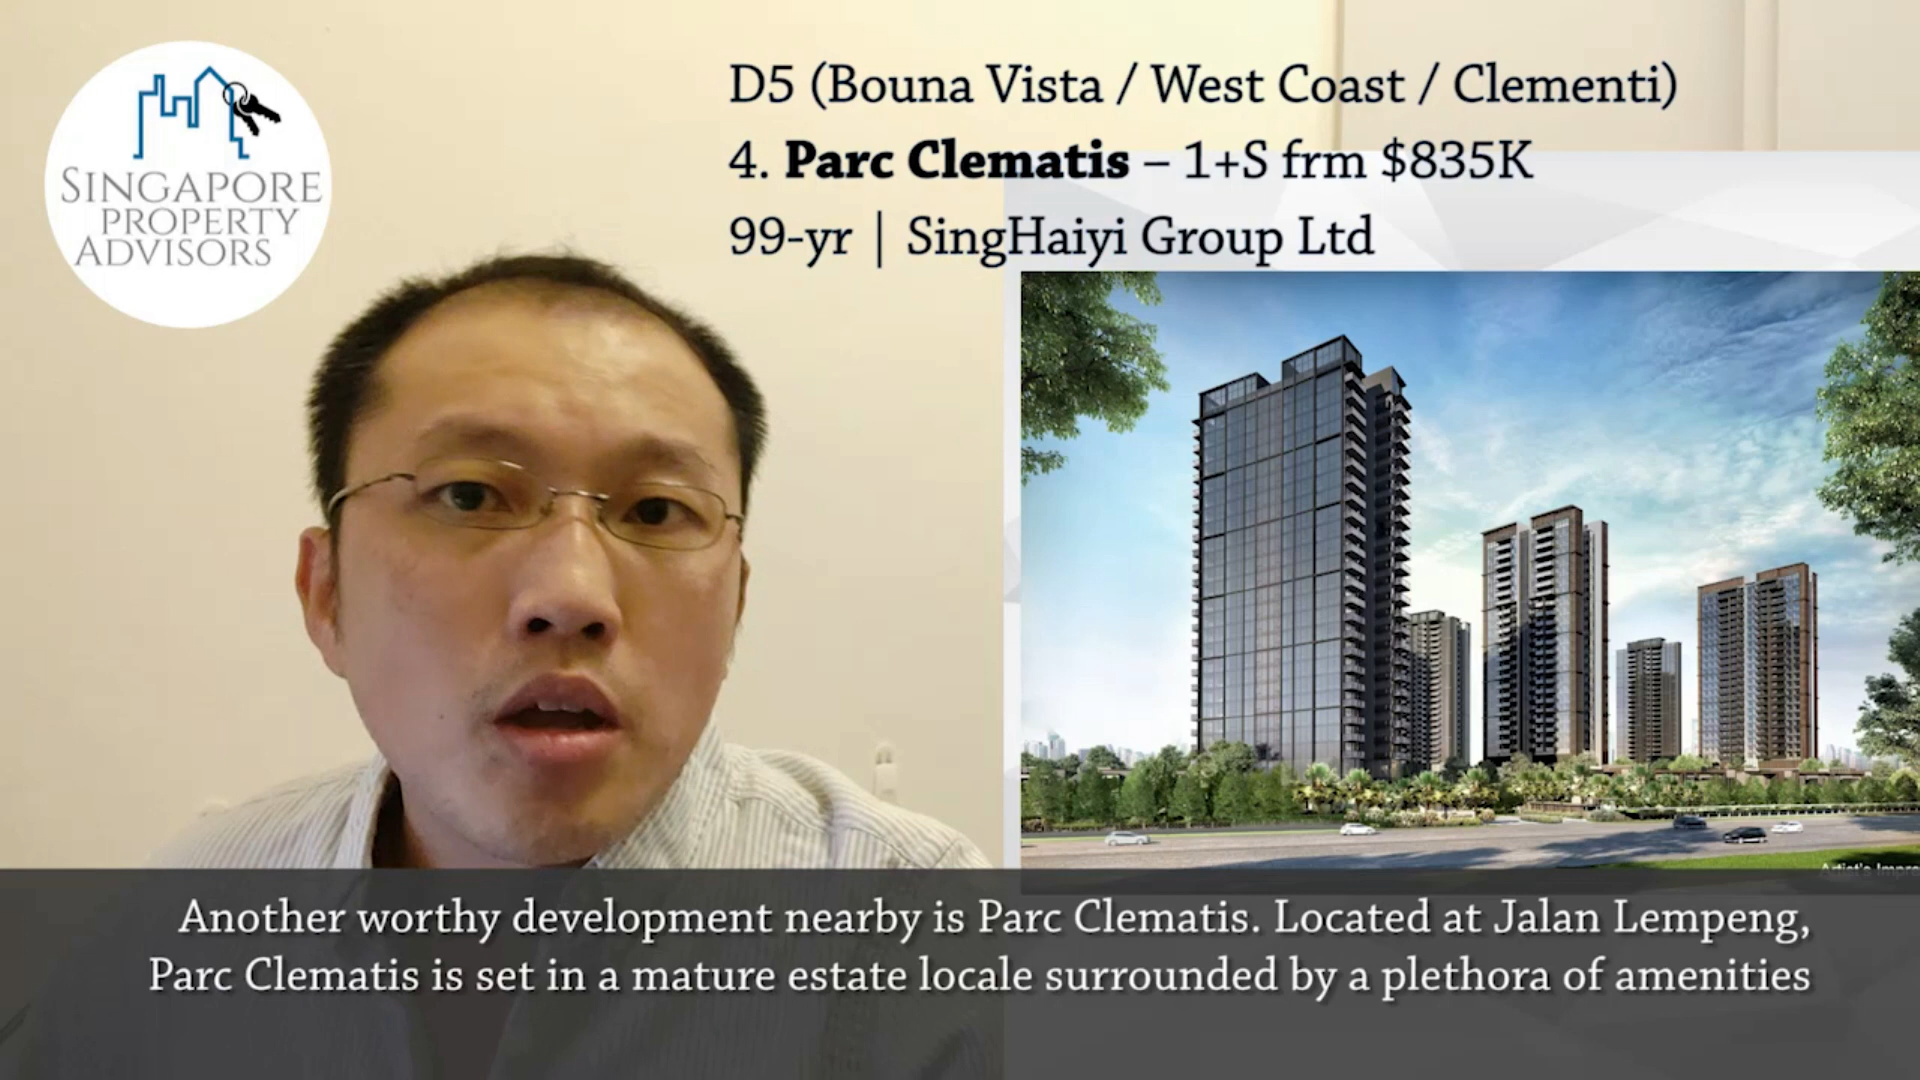 SINGAPORE
PROPERTY
ADVISORS
D5 (Bouna Vista / West Coast / Clementi)
4. Parc Clematis – 1+S frm $835K
99-yr | SingHaiyi Group Ltd
Artist's Impre
Another worthy development nearby is Parc Clematis. Located at Jalan Lempeng,
Parc Clematis is set in a mature estate locale surrounded by a plethora of amenities